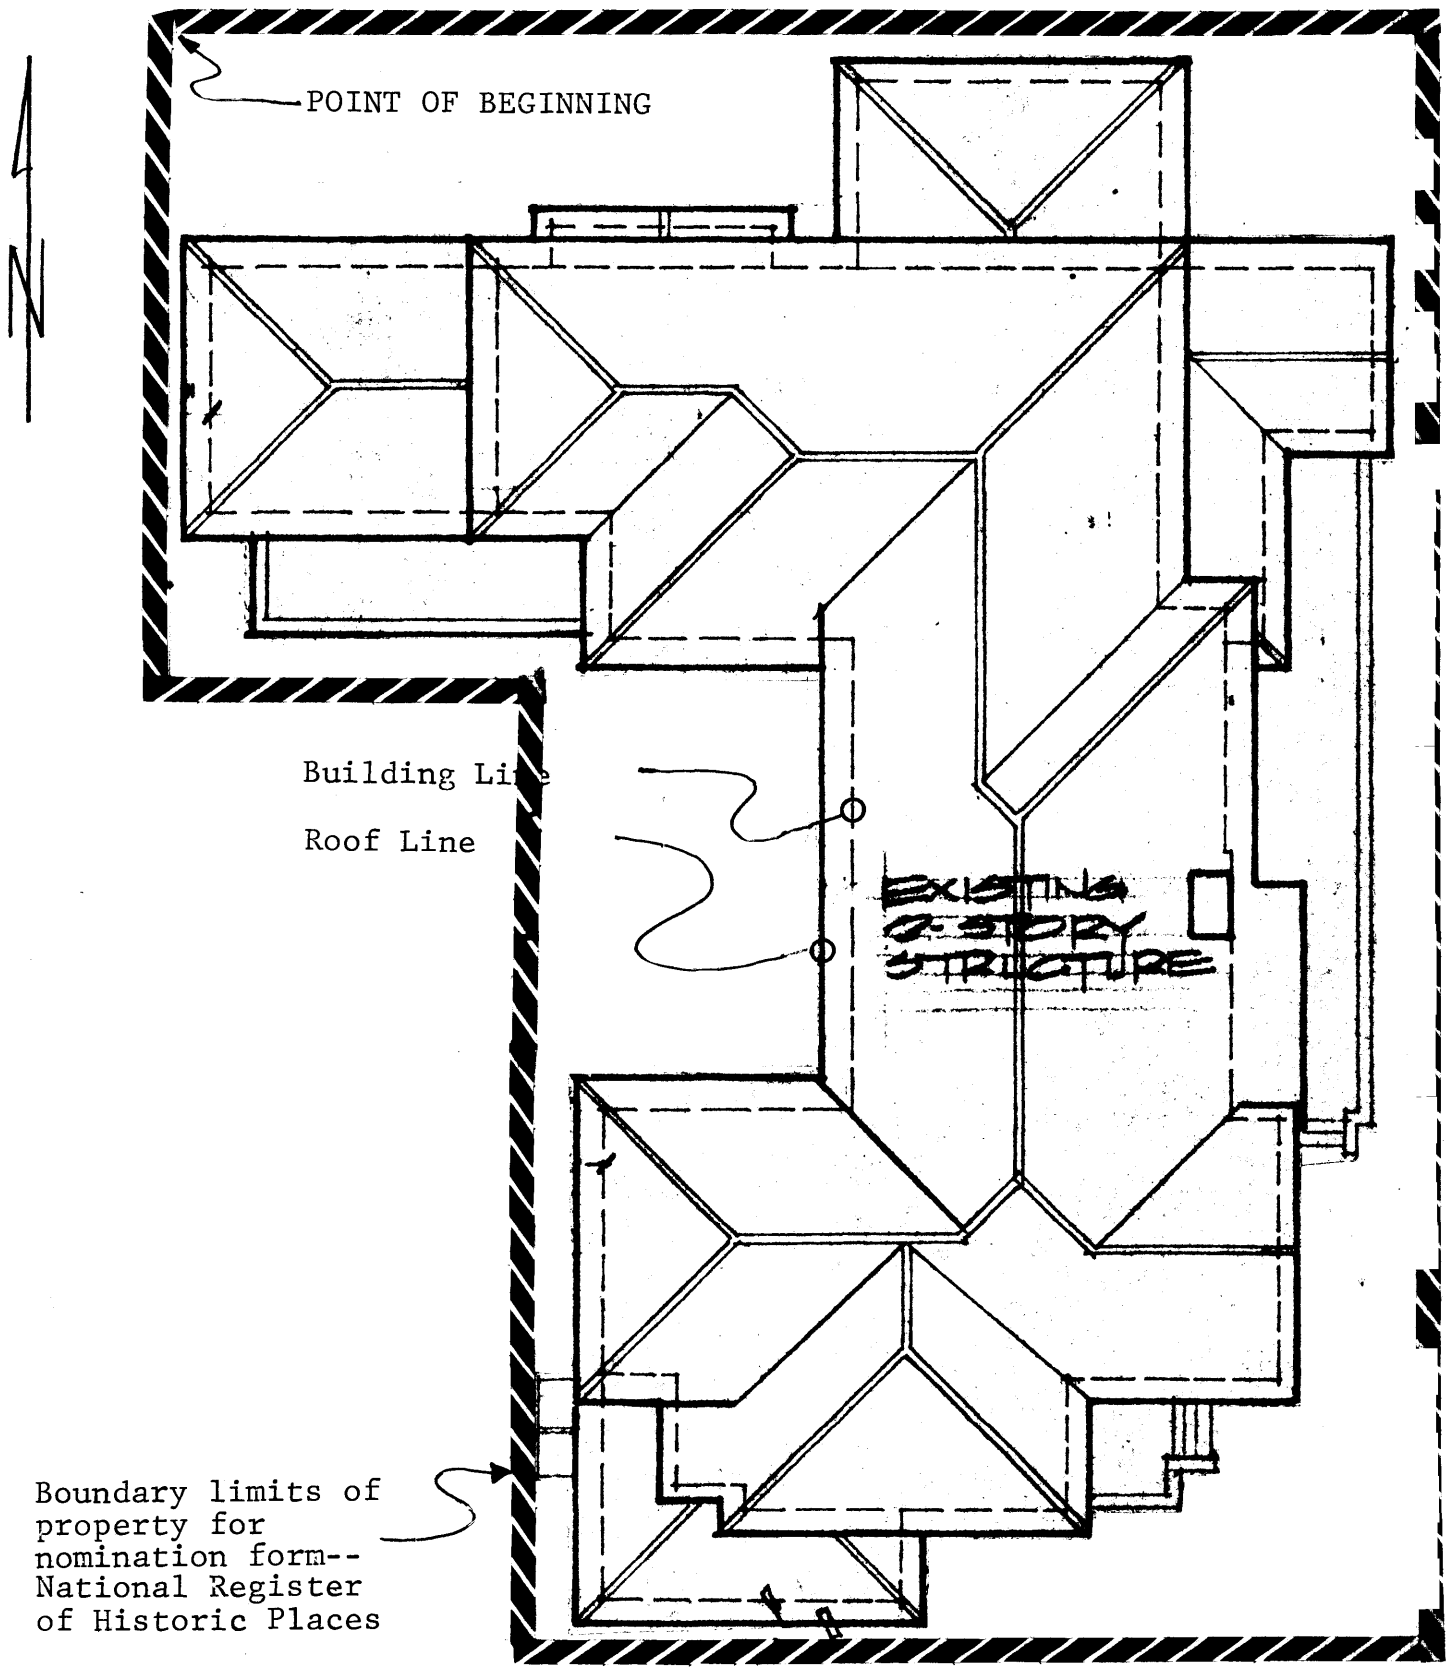 POINT OF BEGINNING
N
Building Line
Roof Line
EXISTING
2-STORY
STRUCTURE
Boundary limits of
property for
nomination form--
National Register
of Historic Places